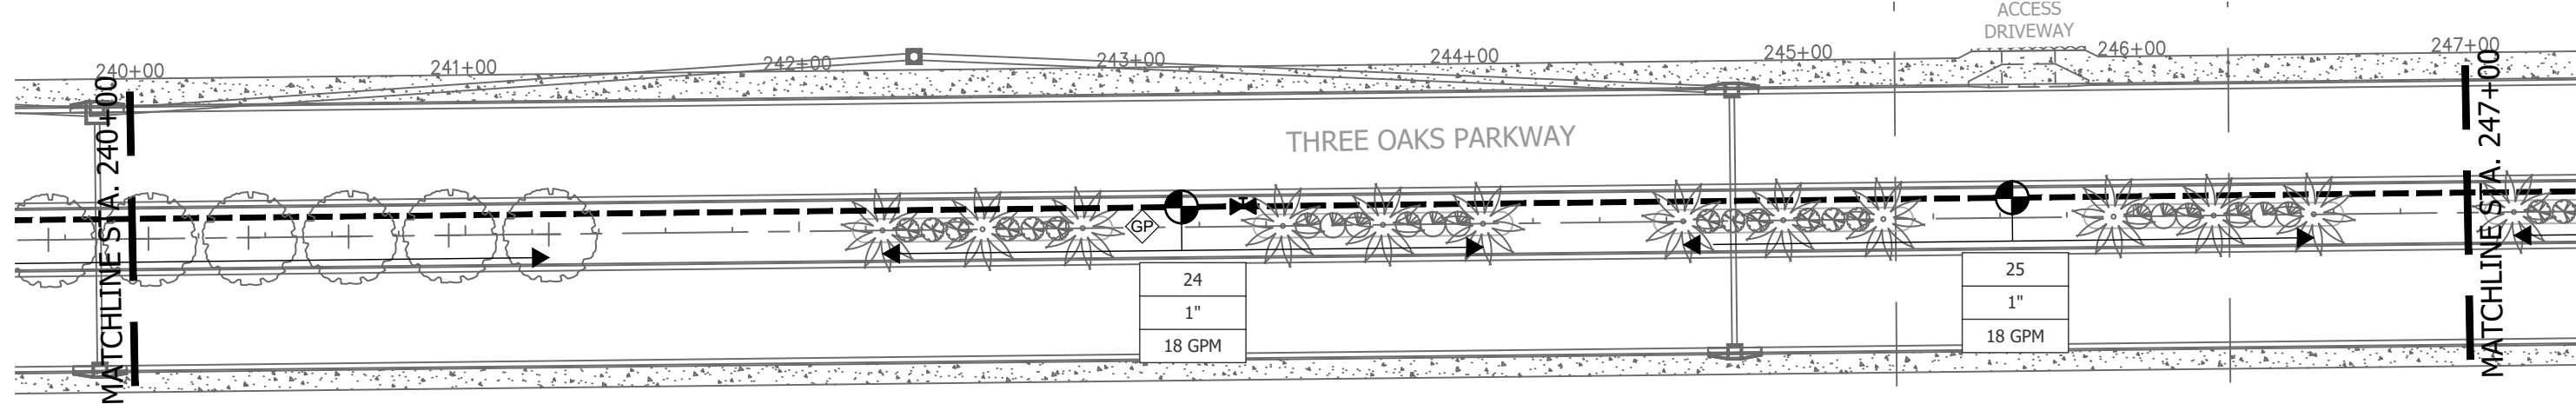 ACCESS
DRIVEWAY
240+00
241+00
242+00
243+00
244+00
245+00
246+00
247+00
THREE OAKS PARKWAY
MATCHLINE STA. 240+00
MATCHLINE STA. 247+00
GP
24
1"
18 GPM
25
1"
18 GPM